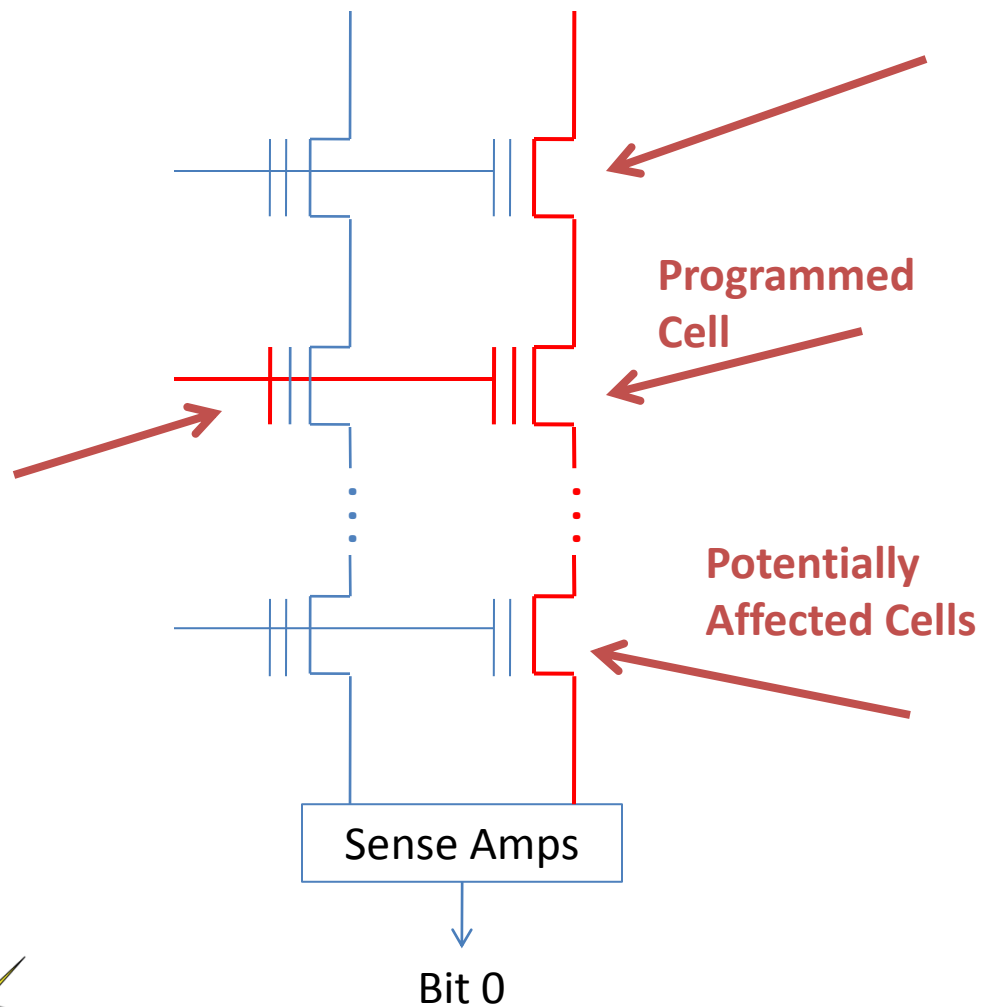 Programmed
Cell
Potentially
Affected Cells
Sense Amps
Bit 0